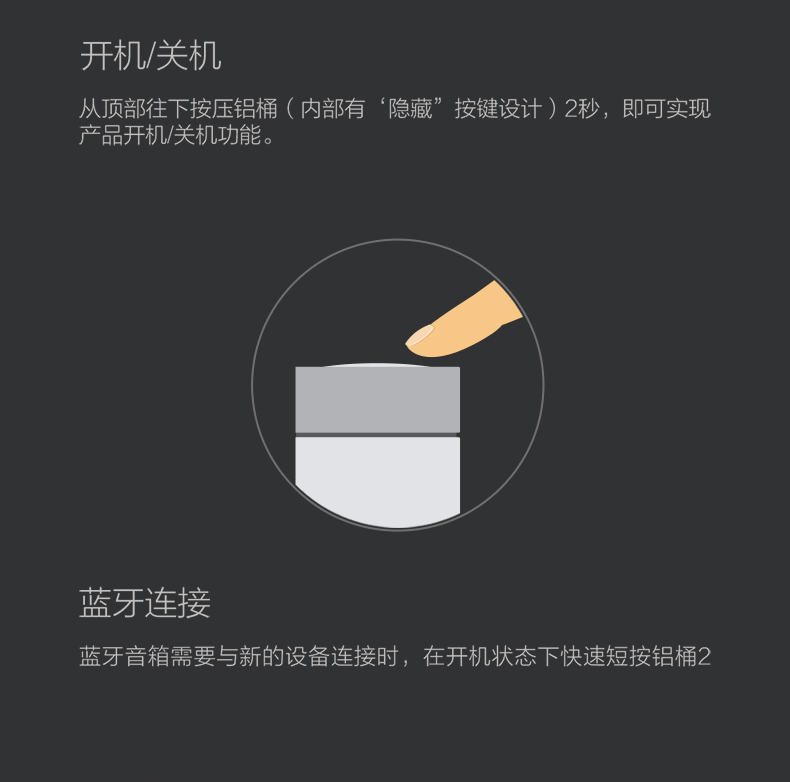 开机/关机
从顶部往下按压铝桶（内部有‘隐藏”按键设计）2秒，即可实现
产品开机/关机功能。
蓝牙连接
蓝牙音箱需要与新的设备连接时，在开机状态下快速短按铝桶2